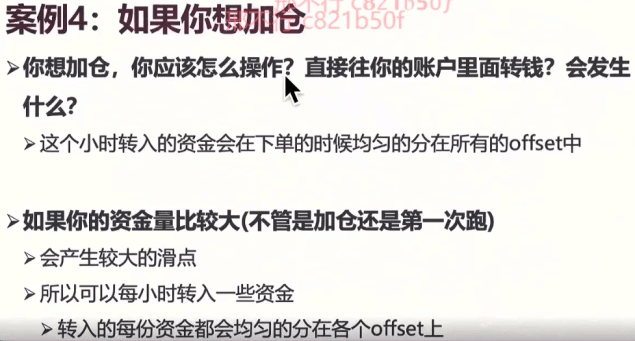 案例4：如果你想加仓
c821b50f
➢你想加仓，你应该怎么操作？直接往你的账户里面转钱？会发生
什么？
➢这个小时转入的资金会在下单的时候均匀的分在所有的offset中
➢如果你的资金量比较大(不管是加仓还是第一次跑)
➢会产生较大的滑点
➢所以可以每小时转入一些资金
➢转入的每份资金都会均匀的分在各个offset上